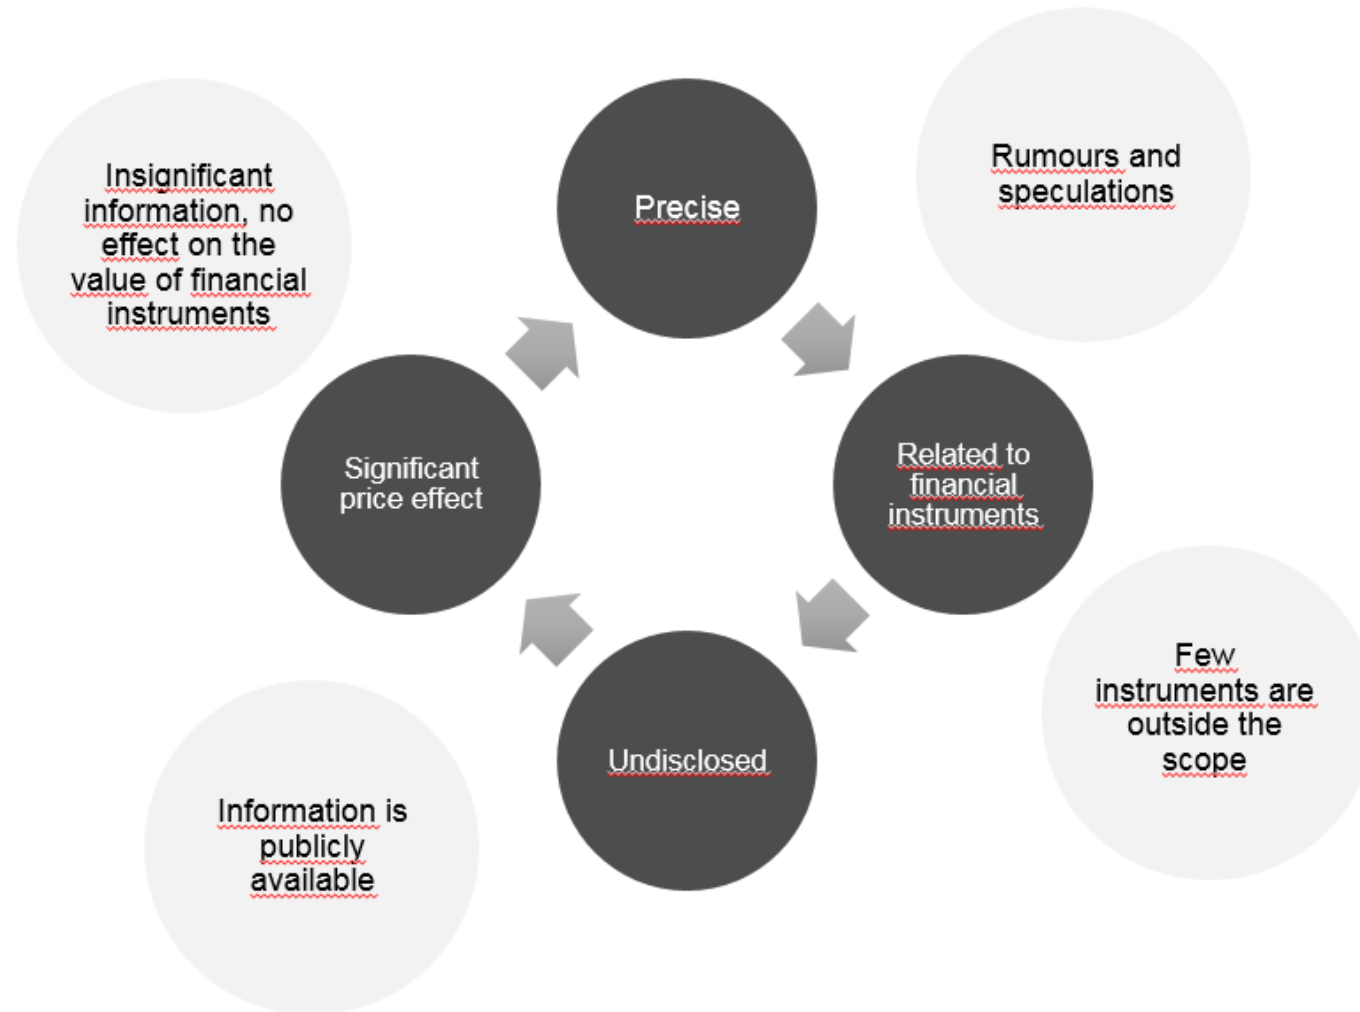 Insignificant
information, no
effect on the
value of financial
instruments
Precise
Rumours and
speculations
Significant
price effect
Related to
financial
instruments
Few
instruments are
outside the
scope
Undisclosed
Information is
publicly
available